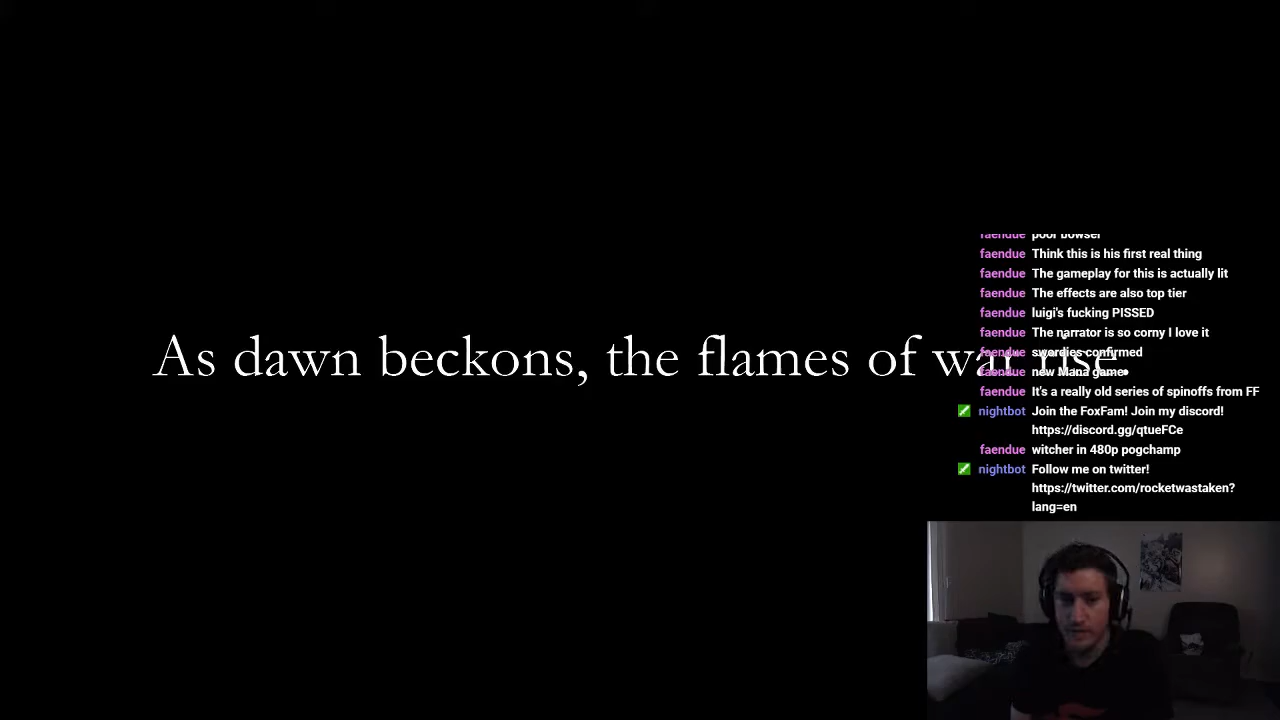 As dawn beckons, the flames of war rise.
faendue poor bowser
faendue Think this is his first real thing
faendue The gameplay for this is actually lit
faendue The effects are also top tier
faendue luigi's fucking PISSED
faendue The narrator is so corny I love it
faendue swordies confirmed
faendue new Mana game
faendue It's a really old series of spinoffs from FF
nightbot Join the FoxFam! Join my discord!
https://discord.gg/qtueFCe
faendue witcher in 480p pogchamp
nightbot Follow me on twitter!
https://twitter.com/rocketwastaken?
lang=en